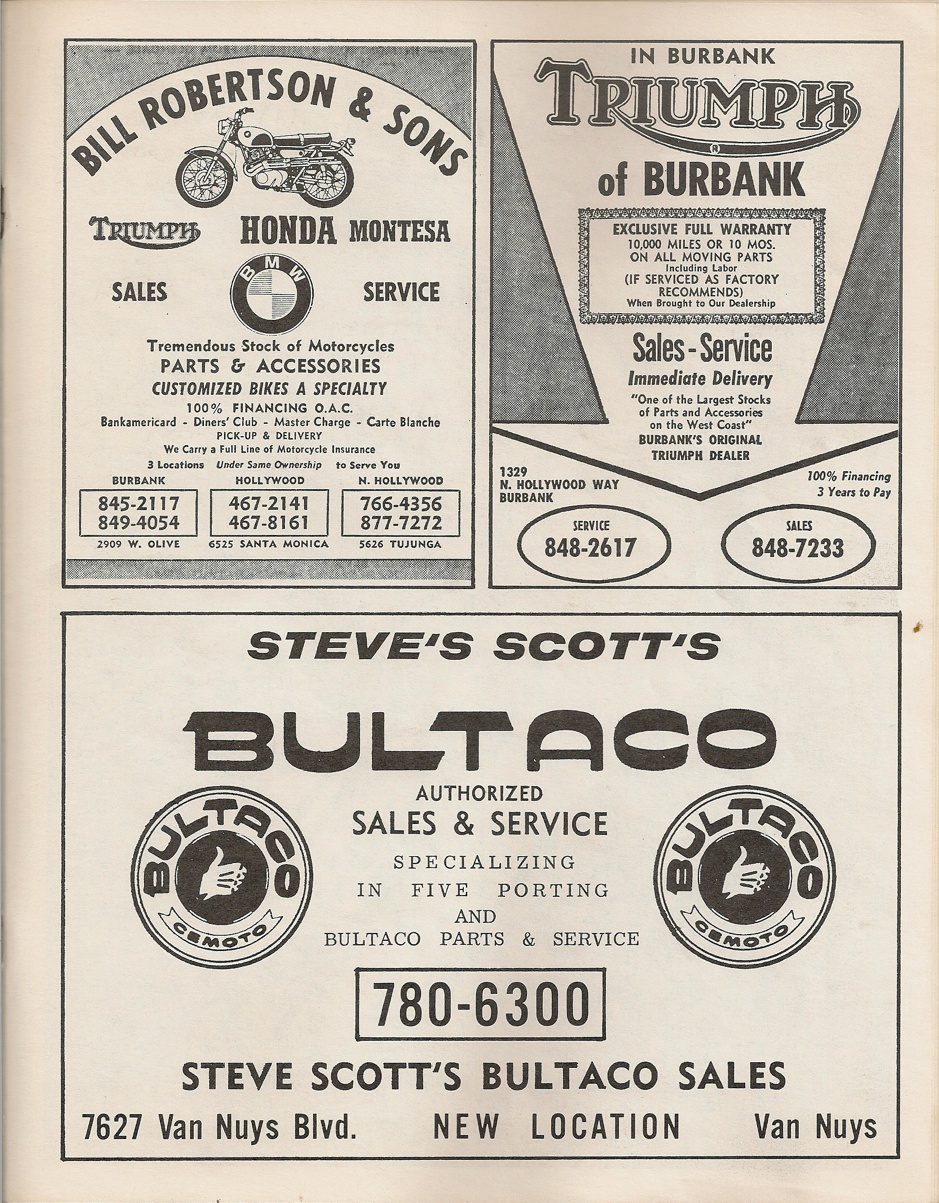 BILL ROBERTSON & SONS
TRIUMPH HONDA MONTESA
BMW
SALES SERVICE
Tremendous Stock of Motorcycles
PARTS & ACCESSORIES
CUSTOMIZED BIKES A SPECIALTY
100% FINANCING O.A.C.
Bankamericard - Diners' Club - Master Charge - Carte Blanche
PICK-UP & DELIVERY
We Carry a Full Line of Motorcycle Insurance
3 Locations Under Same Ownership to Serve You
BURBANK HOLLYWOOD N. HOLLYWOOD
845-2117 467-2141 766-4356
849-4054 467-8161 877-7272
2909 W. OLIVE 6525 SANTA MONICA 5626 TUJUNGA
IN BURBANK
TRIUMPH
®
of BURBANK
EXCLUSIVE FULL WARRANTY
10,000 MILES OR 10 MOS.
ON ALL MOVING PARTS
Including Labor
(IF SERVICED AS FACTORY
RECOMMENDS)
When Brought to Our Dealership
Sales - Service
Immediate Delivery
"One of the Largest Stocks
of Parts and Accessories
on the West Coast"
BURBANK'S ORIGINAL
TRIUMPH DEALER
1329
N. HOLLYWOOD WAY
BURBANK
100% Financing
3 Years to Pay
SERVICE
848-2617
SALES
848-7233
STEVE'S SCOTT'S
BULTACO
AUTHORIZED
SALES & SERVICE
SPECIALIZING
IN FIVE PORTING
AND
BULTACO PARTS & SERVICE
BULTACO
CEMOTO
BULTACO
CEMOTO
780-6300
STEVE SCOTT'S BULTACO SALES
7627 Van Nuys Blvd. NEW LOCATION Van Nuys